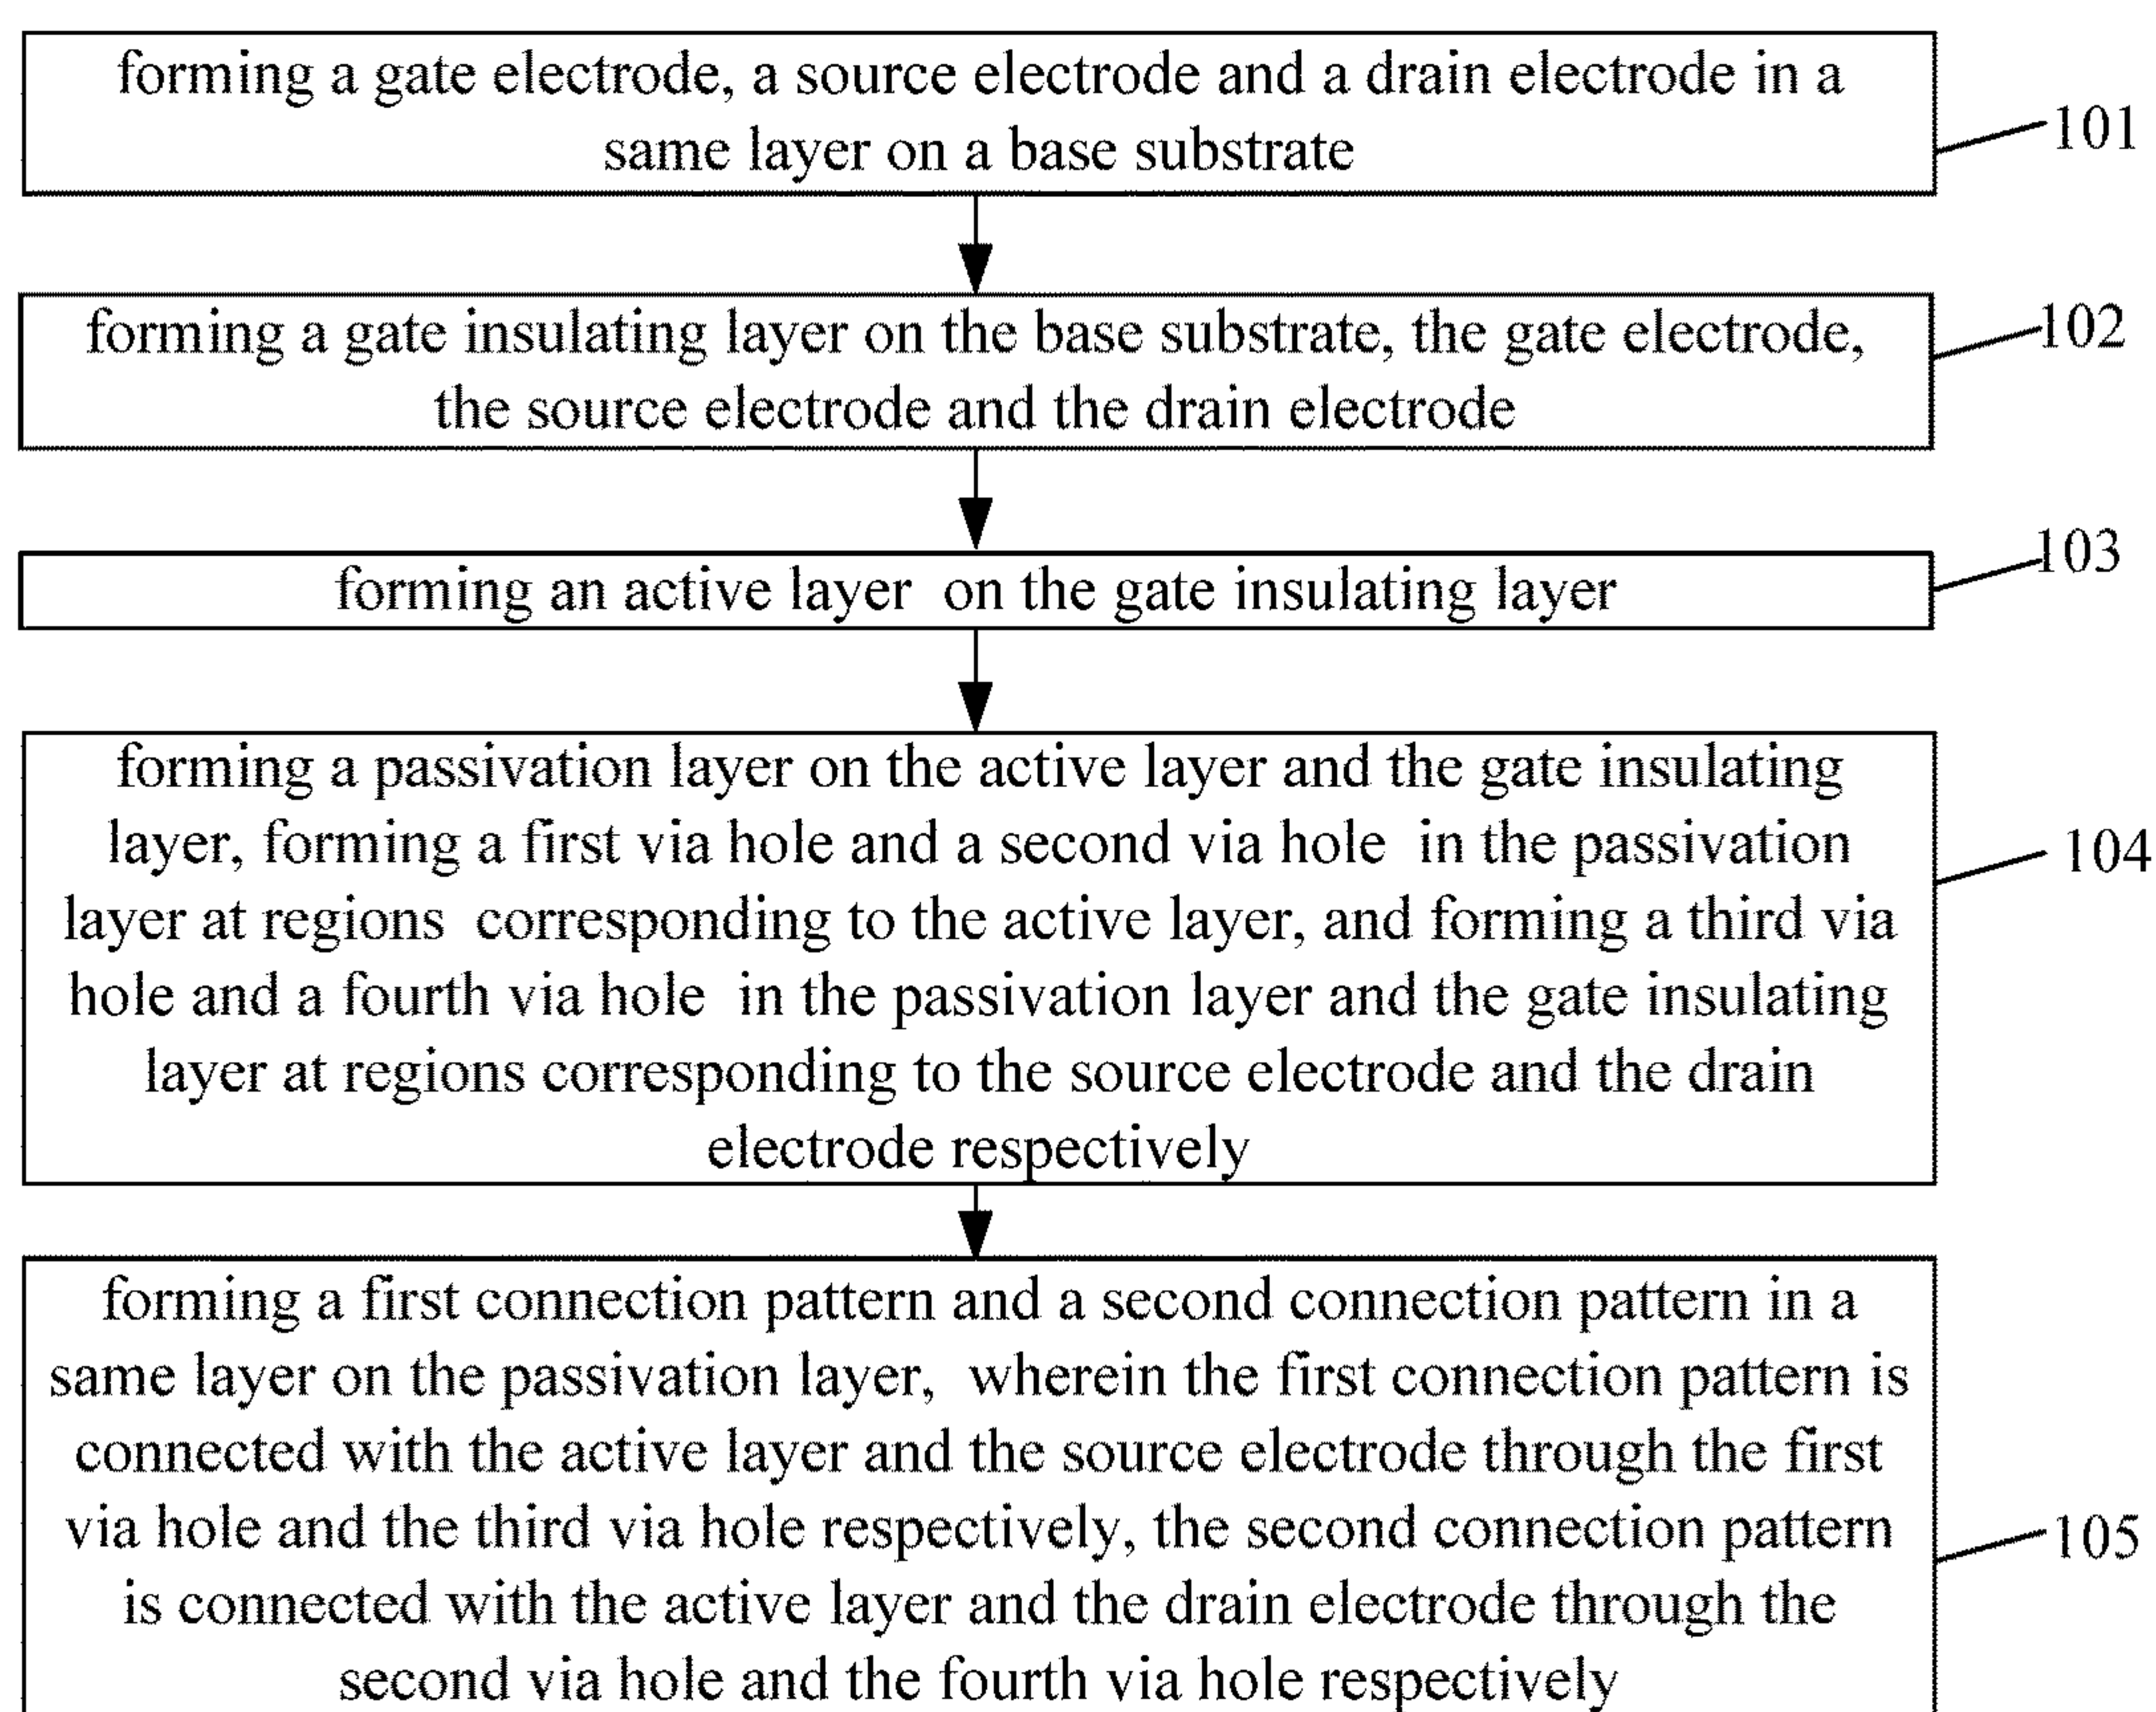 forming a gate electrode, a source electrode and a drain electrode in a
same layer on a base substrate
101
forming a gate insulating layer on the base substrate, the gate electrode,
the source electrode and the drain electrode
102
forming an active layer on the gate insulating layer
103
forming a passivation layer on the active layer and the gate insulating
layer, forming a first via hole and a second via hole in the passivation
layer at regions corresponding to the active layer, and forming a third via
hole and a fourth via hole in the passivation layer and the gate insulating
layer at regions corresponding to the source electrode and the drain
electrode respectively
104
forming a first connection pattern and a second connection pattern in a
same layer on the passivation layer, wherein the first connection pattern is
connected with the active layer and the source electrode through the first
via hole and the third via hole respectively, the second connection pattern
is connected with the active layer and the drain electrode through the
second via hole and the fourth via hole respectively
105